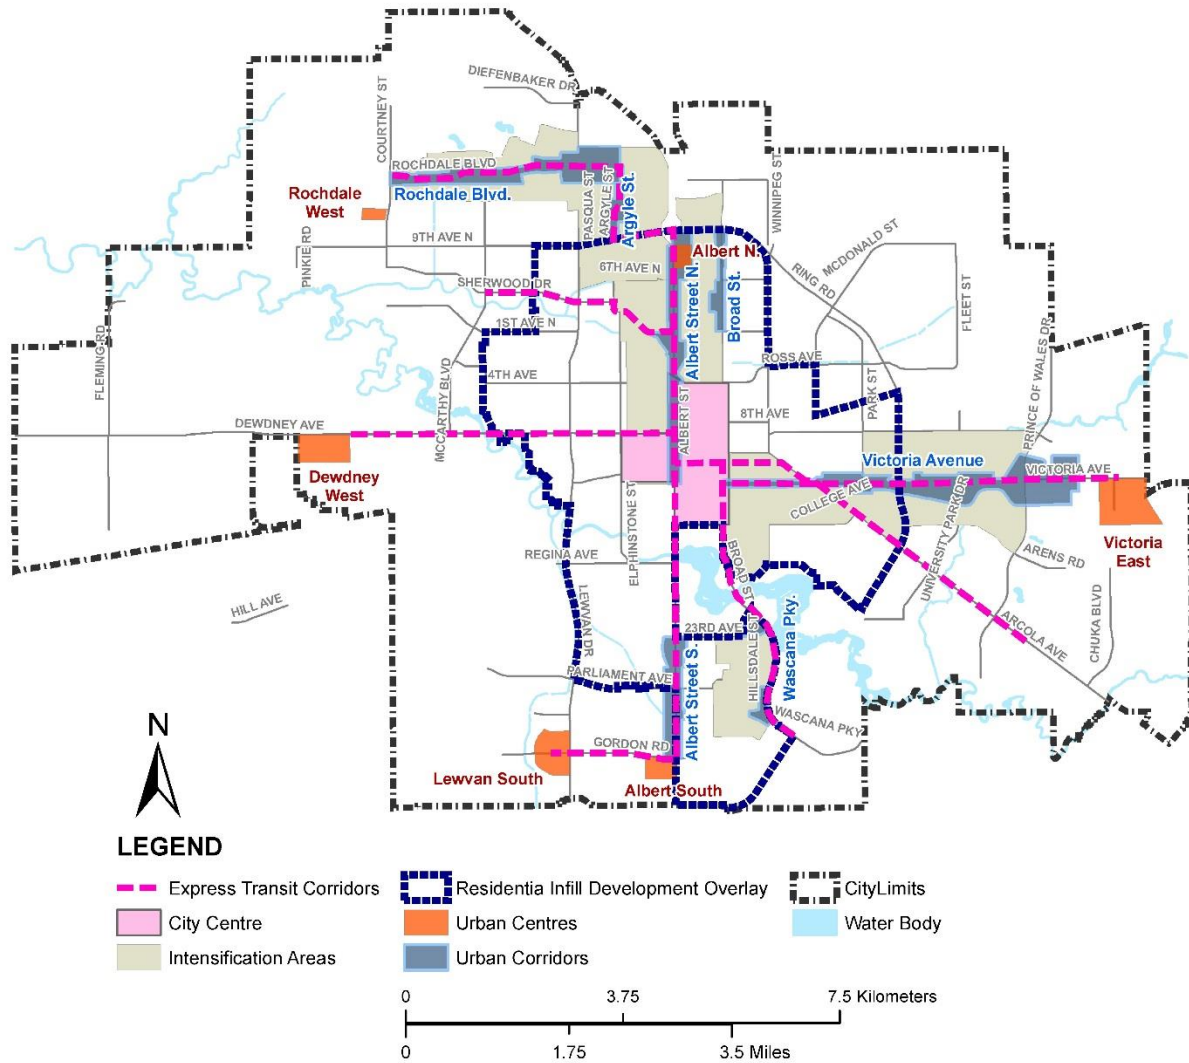 DIEFENBAKER DR
COURTNEY ST
ROCHDALE BLVD
Rochdale Blvd.
Rochdale
West
PASQUA ST
ARGYLE ST
Argyle St.
WINNIPEG ST
PINKIE RD
9TH AVE N
6TH AVE N
Albert N.
MCDONALD ST
RING RD
SHERWOOD DR
1ST AVE N
Albert Street N.
Broad St.
FLEET ST
FLEMING RD
MCCARTHY BLVD
4TH AVE
ROSS AVE
PARK ST
PRINCE OF WALES DR
ALBERT ST
8TH AVE
DEWDNEY AVE
Dewdney
West
Victoria Avenue
VICTORIA AVE
COLLEGE AVE
UNIVERSITY PARK DR
Victoria
East
ELPHINSTONE ST
REGINA AVE
BROAD ST
ARENS RD
CHUKA BLVD
ARCOLA AVE
HILL AVE
LEWVAN DR
23RD AVE
HILLSDALE ST
Wascana Pky.
PARLIAMENT AVE
Albert Street S.
WASCANA PKY
GORDON RD
Lewvan South
Albert South
N
LEGEND
Express Transit Corridors
Residentia Infill Development Overlay
CityLimits
City Centre
Urban Centres
Water Body
Intensification Areas
Urban Corridors
0 3.75 7.5 Kilometers
0 1.75 3.5 Miles